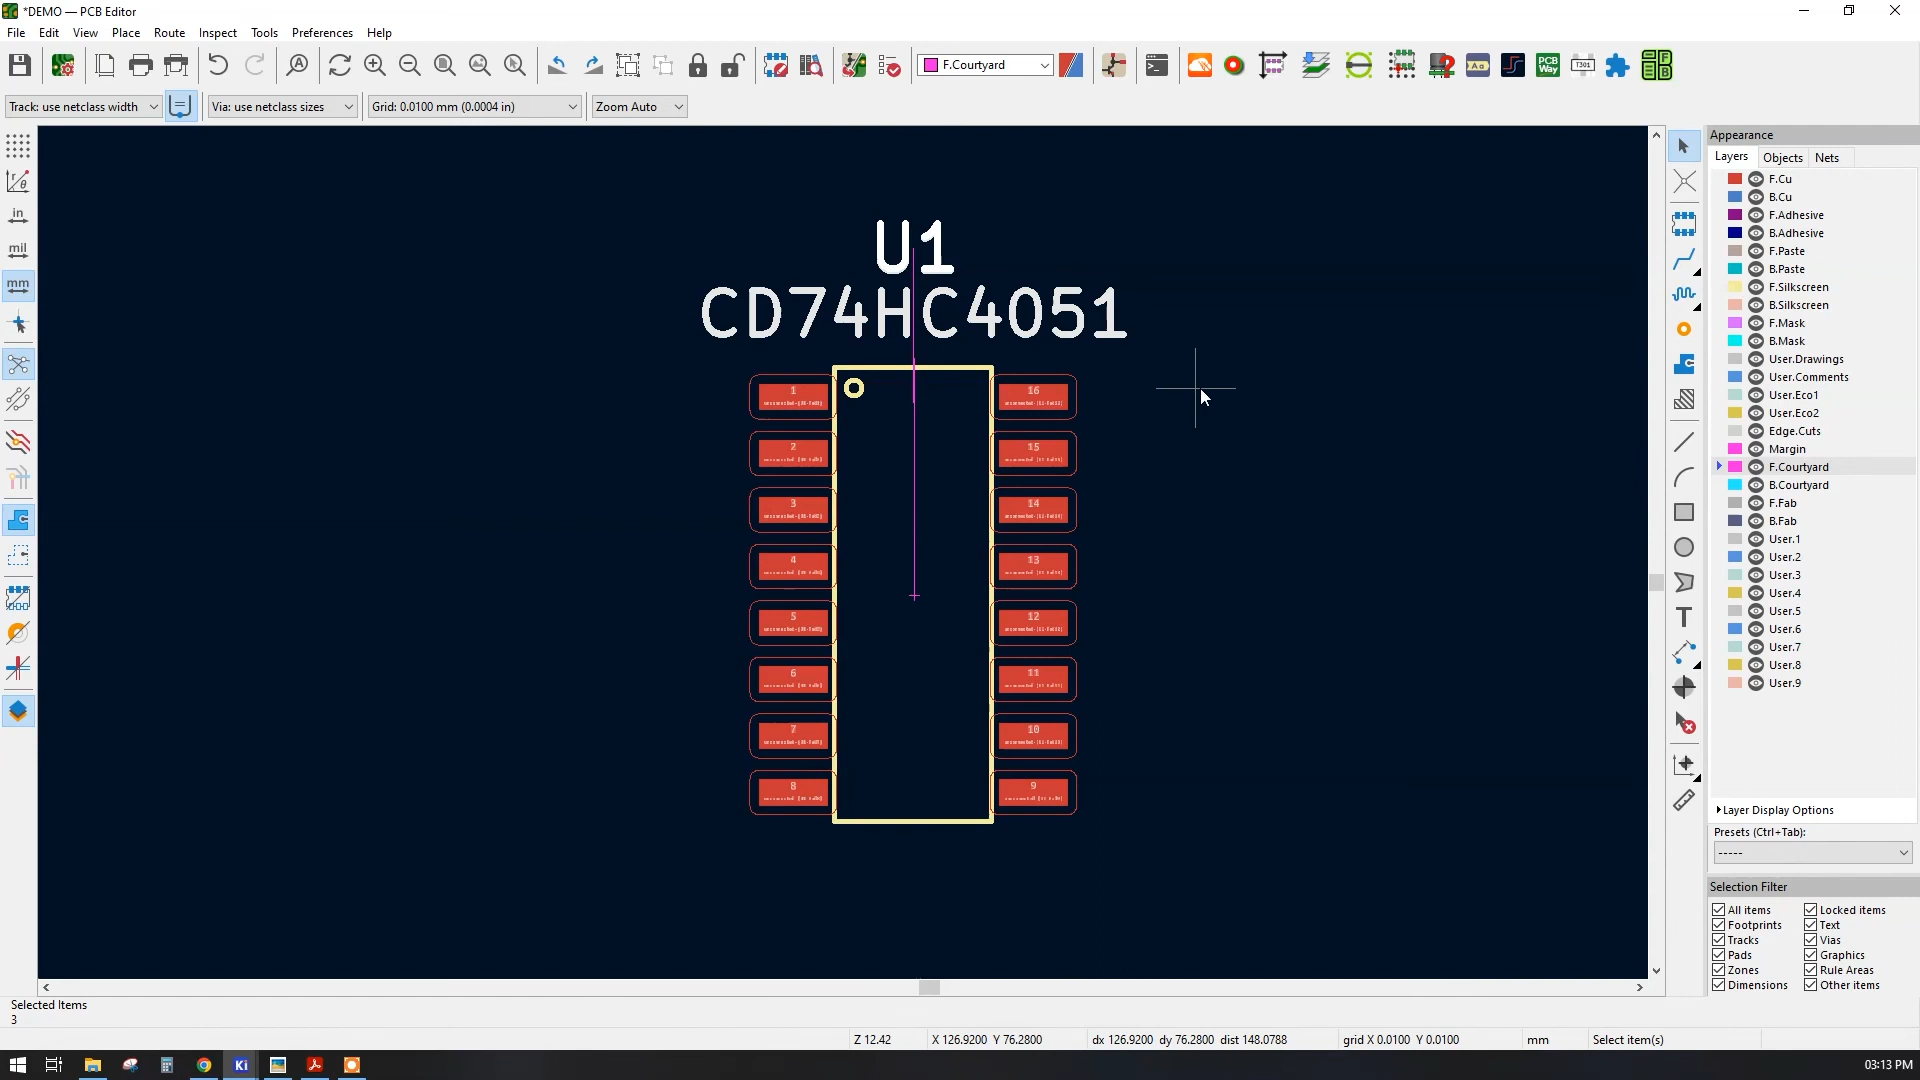 *DEMO — PCB Editor
File Edit View Place Route Inspect Tools Preferences Help
F.Courtyard
PCB Way
T301
Track: use netclass width
Via: use netclass sizes
Grid: 0.0100 mm (0.0004 in)
Zoom Auto
in
mil
mm
U1
CD74HC4051
1
2
3
4
5
6
7
8
16
15
14
13
12
11
10
9
Appearance
Layers Objects Nets
F.Cu
B.Cu
F.Adhesive
B.Adhesive
F.Paste
B.Paste
F.Silkscreen
B.Silkscreen
F.Mask
B.Mask
User.Drawings
User.Comments
User.Eco1
User.Eco2
Edge.Cuts
Margin
F.Courtyard
B.Courtyard
F.Fab
B.Fab
User.1
User.2
User.3
User.4
User.5
User.6
User.7
User.8
User.9
Layer Display Options
Presets (Ctrl+Tab):
-----
Selection Filter
All items Locked items
Footprints Text
Tracks Vias
Pads Graphics
Zones Rule Areas
Dimensions Other items
Selected Items
3
Z 12.42 X 126.9200 Y 76.2800 dx 126.9200 dy 76.2800 dist 148.0788 grid X 0.0100 Y 0.0100 mm Select item(s)
Ki
03:13 PM